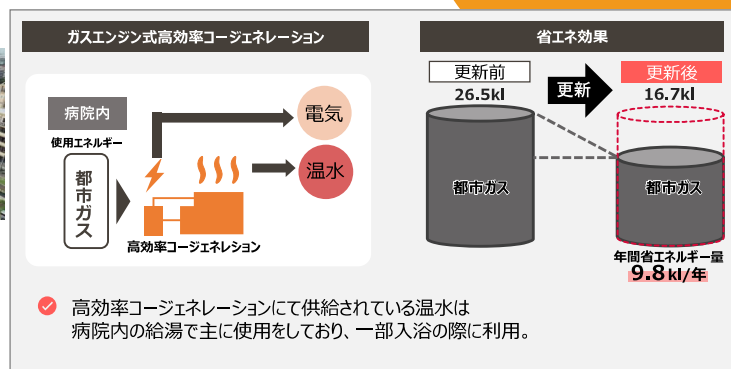 ガスエンジン式高効率コージェネレーション
病院内
使用エネルギー
都市ガス
電気
温水
高効率コージェネレション
省エネ効果
更新前
26.5kl
更新
更新後
16.7kl
都市ガス
都市ガス
年間省エネルギー量
9.8kl/年
高効率コージェネレーションにて供給されている温水は
病院内の給湯で主に使用をしており、一部入浴の際に利用。